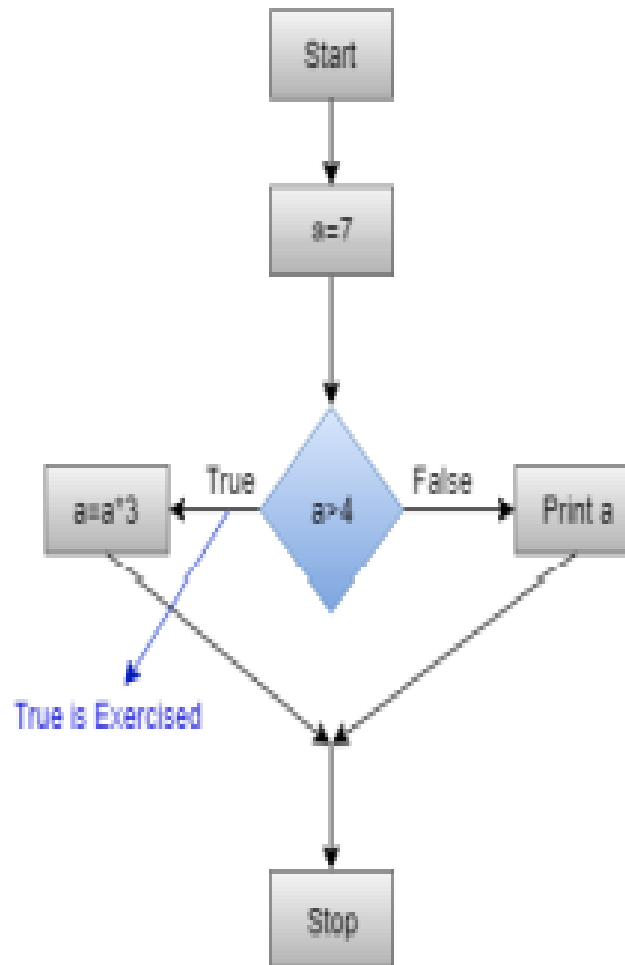 Start
a=7
True
False
a=a*3
a>4
Print a
True is Exercised
Stop